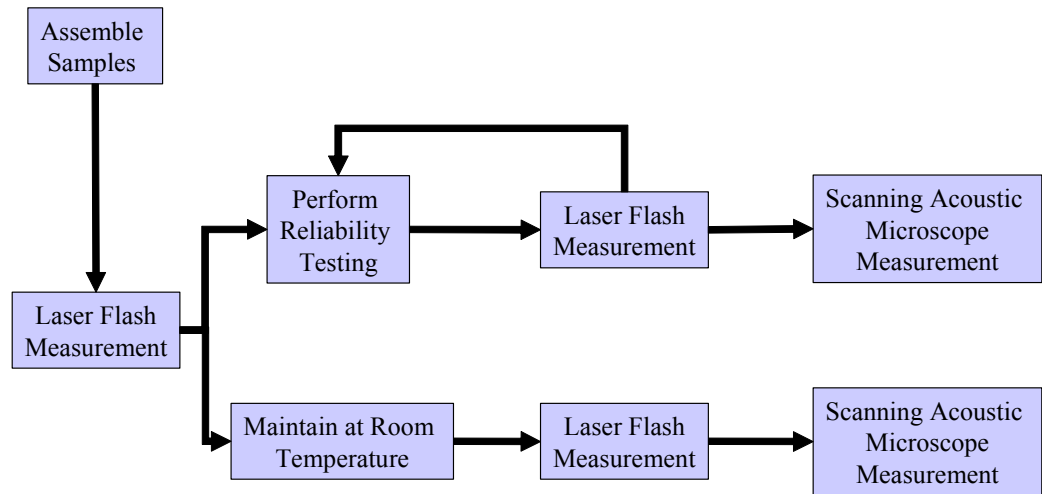 Assemble
Samples
Laser Flash
Measurement
Perform
Reliability
Testing
Laser Flash
Measurement
Scanning Acoustic
Microscope
Measurement
Maintain at Room
Temperature
Laser Flash
Measurement
Scanning Acoustic
Microscope
Measurement